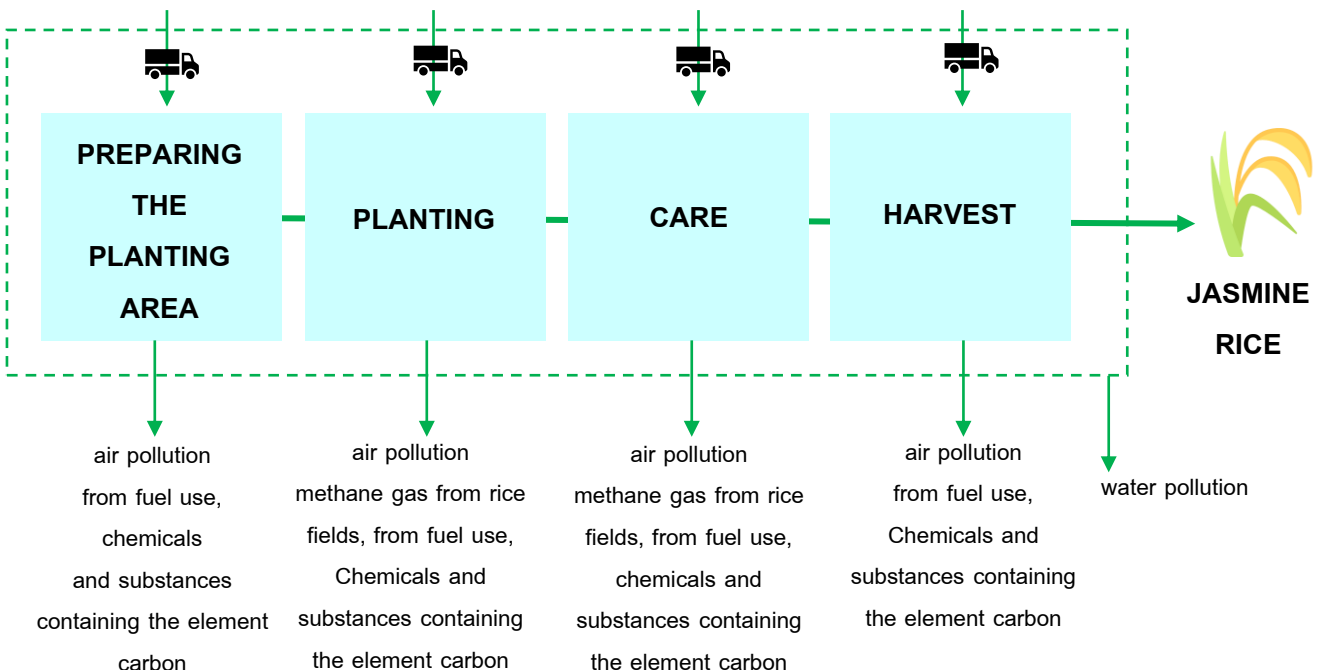 PREPARING
THE
PLANTING
AREA
PLANTING
CARE
HARVEST
JASMINE
RICE
air pollution
from fuel use,
chemicals
and substances
containing the element
carbon
air pollution
methane gas from rice
fields, from fuel use,
Chemicals and
substances containing
the element carbon
air pollution
methane gas from rice
fields, from fuel use,
chemicals and
substances containing
the element carbon
air pollution
from fuel use,
Chemicals and
substances containing
the element carbon
water pollution